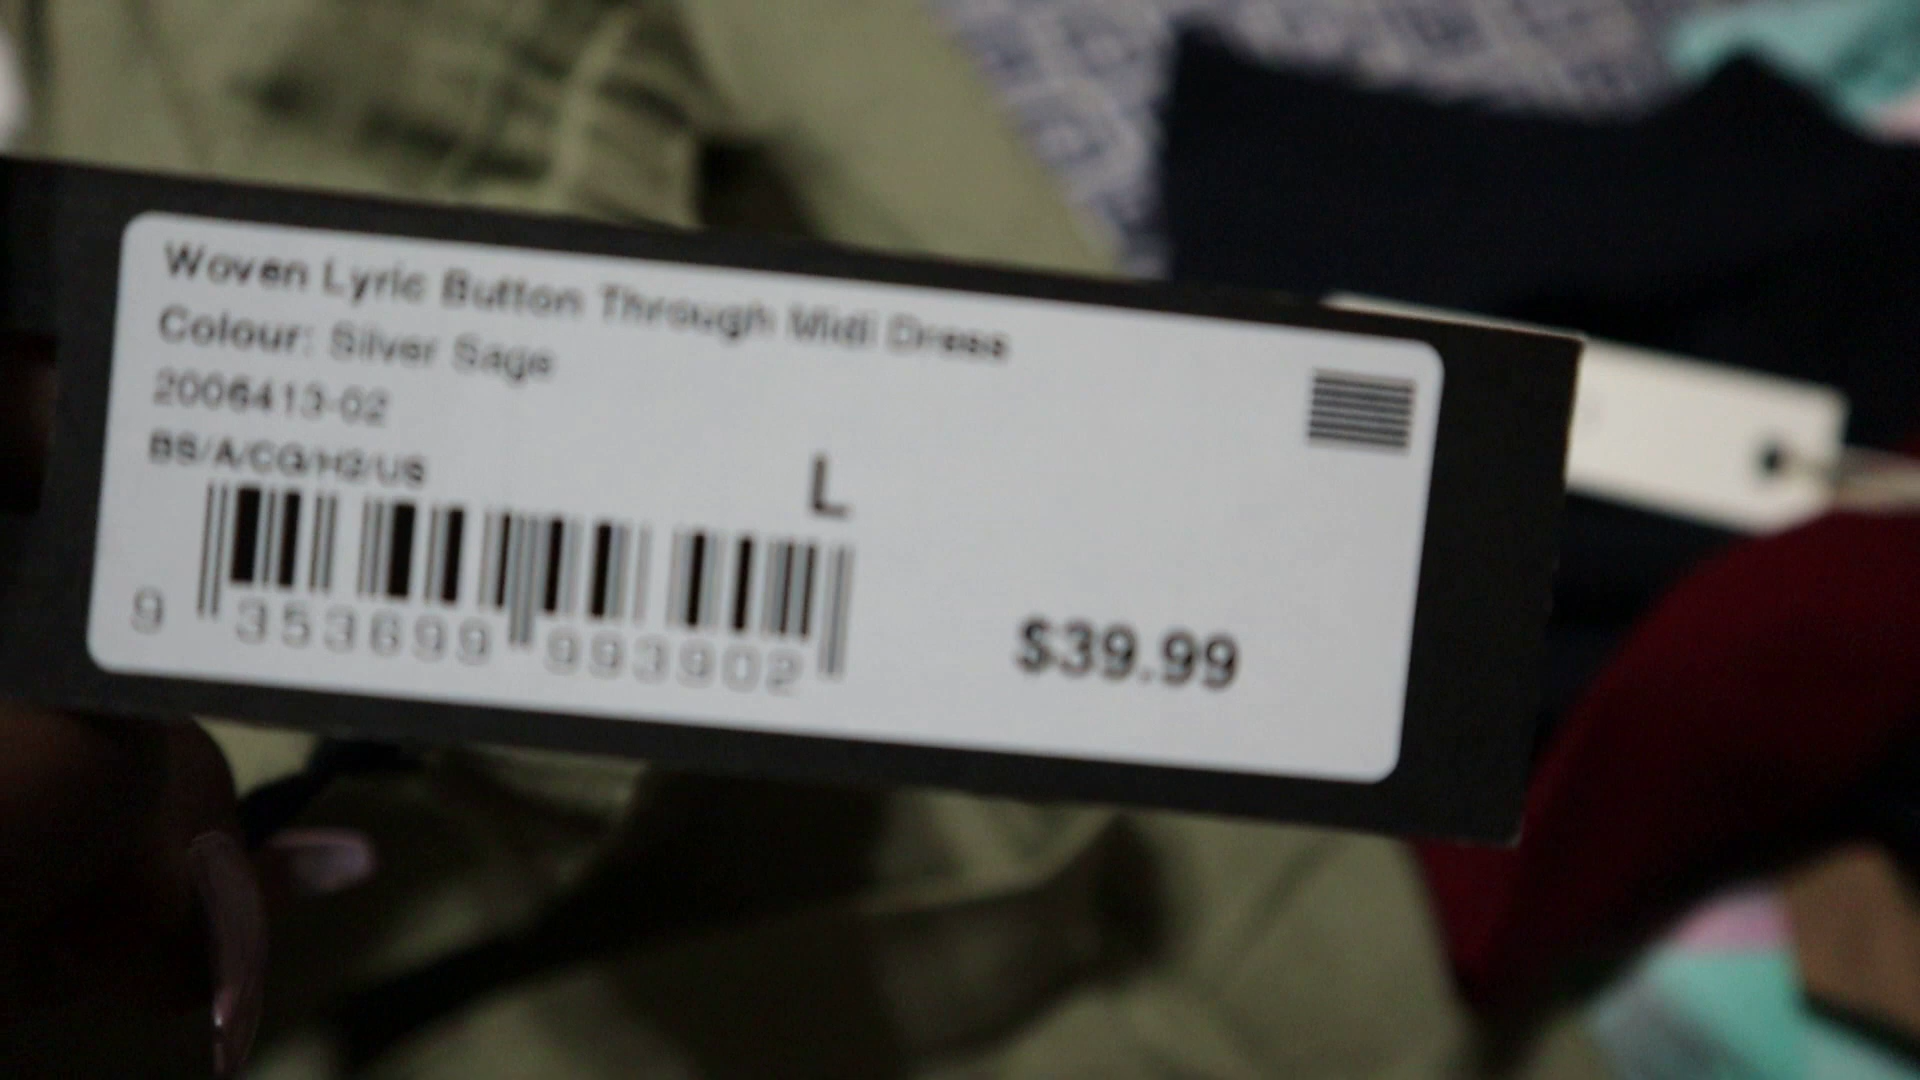 Woven Lyric Button Through Midi Dress
Colour: Silver Sage
2006413-02
BS/A/CG/H2/US
L
9 353699 993902
$39.99